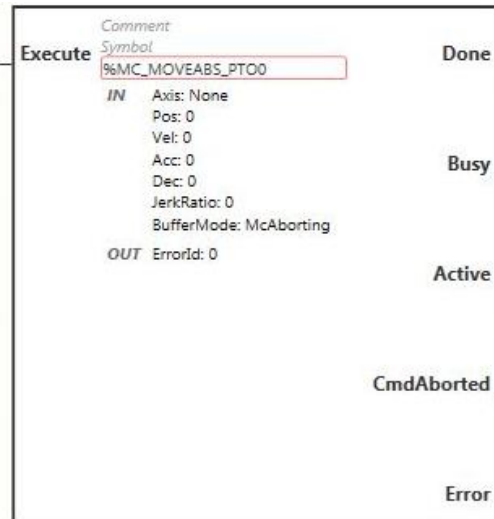 Comment
Execute Symbol Done
%MC_MOVEABS_PTO0
IN Axis: None
Pos: 0
Vel: 0
Acc: 0
Busy
Dec: 0
JerkRatio: 0
BufferMode: McAborting
OUT ErrorId: 0
Active
CmdAborted
Error